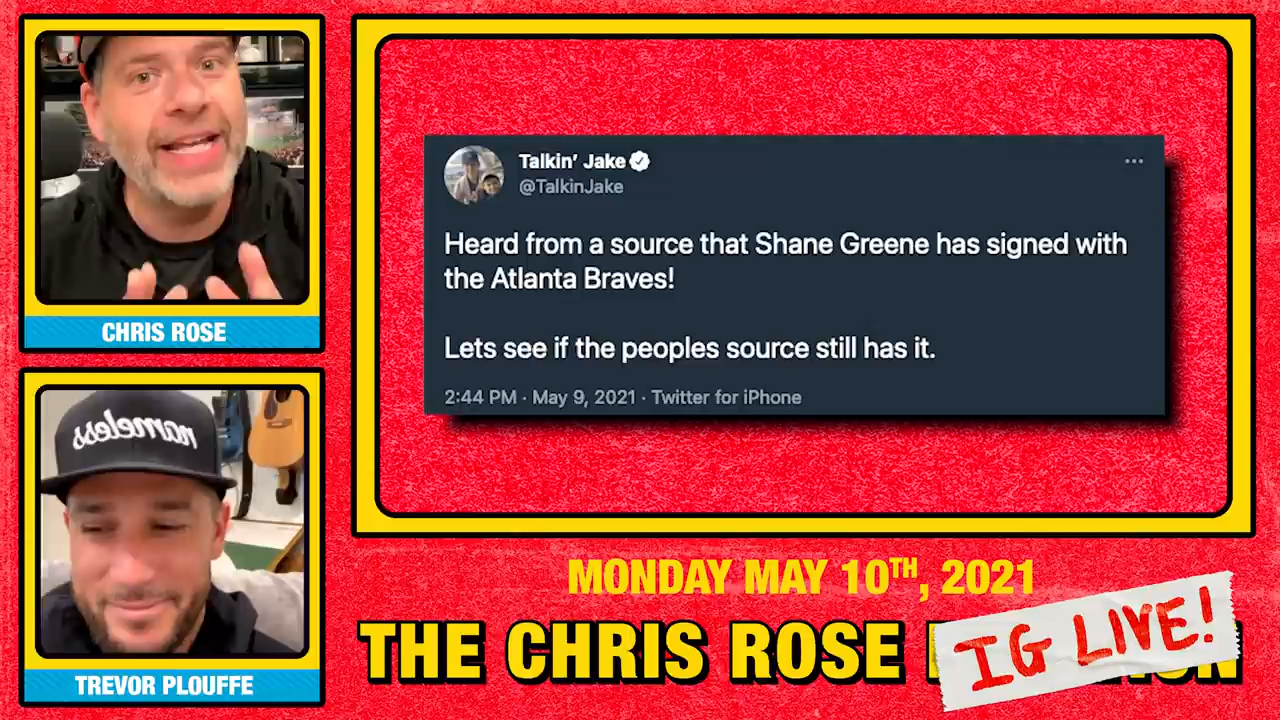 CHRIS ROSE
nameless
TREVOR PLOUFFE
Talkin' Jake
@TalkinJake
Heard from a source that Shane Greene has signed with
the Atlanta Braves!
Lets see if the peoples source still has it.
2:44 PM · May 9, 2021 · Twitter for iPhone
MONDAY MAY 10TH, 2021
THE CHRIS ROSE
IG LIVE!